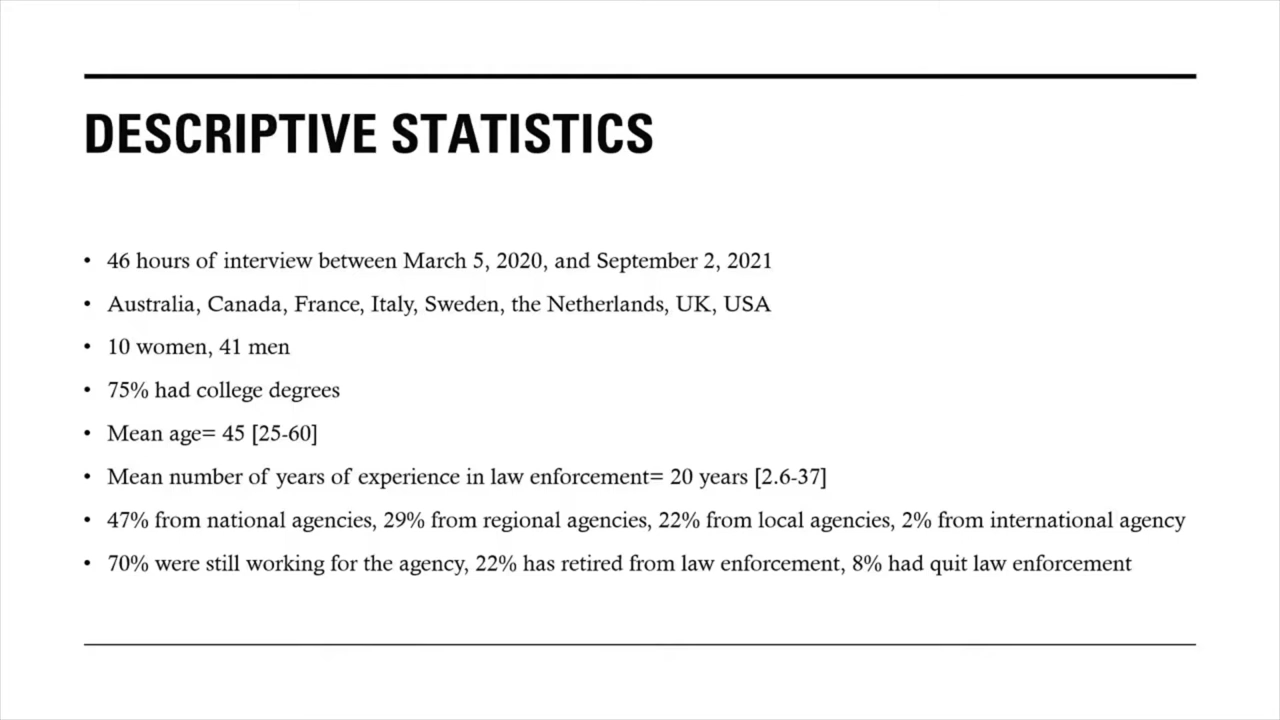 DESCRIPTIVE STATISTICS
• 46 hours of interview between March 5, 2020, and September 2, 2021
• Australia, Canada, France, Italy, Sweden, the Netherlands, UK, USA
• 10 women, 41 men
• 75% had college degrees
• Mean age= 45 [25-60]
• Mean number of years of experience in law enforcement= 20 years [2.6-37]
• 47% from national agencies, 29% from regional agencies, 22% from local agencies, 2% from international agency
• 70% were still working for the agency, 22% has retired from law enforcement, 8% had quit law enforcement